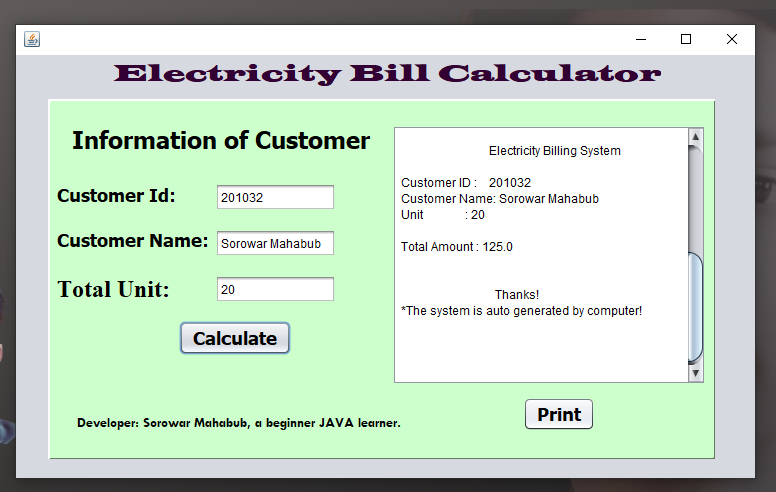 Electricity Bill Calculator
Information of Customer
Customer Id: 201032
Customer Name: Sorowar Mahabub
Total Unit: 20
Calculate
Electricity Billing System
Customer ID : 201032
Customer Name: Sorowar Mahabub
Unit : 20
Total Amount : 125.0
Thanks!
*The system is auto generated by computer!
Print
Developer: Sorowar Mahabub, a beginner JAVA learner.